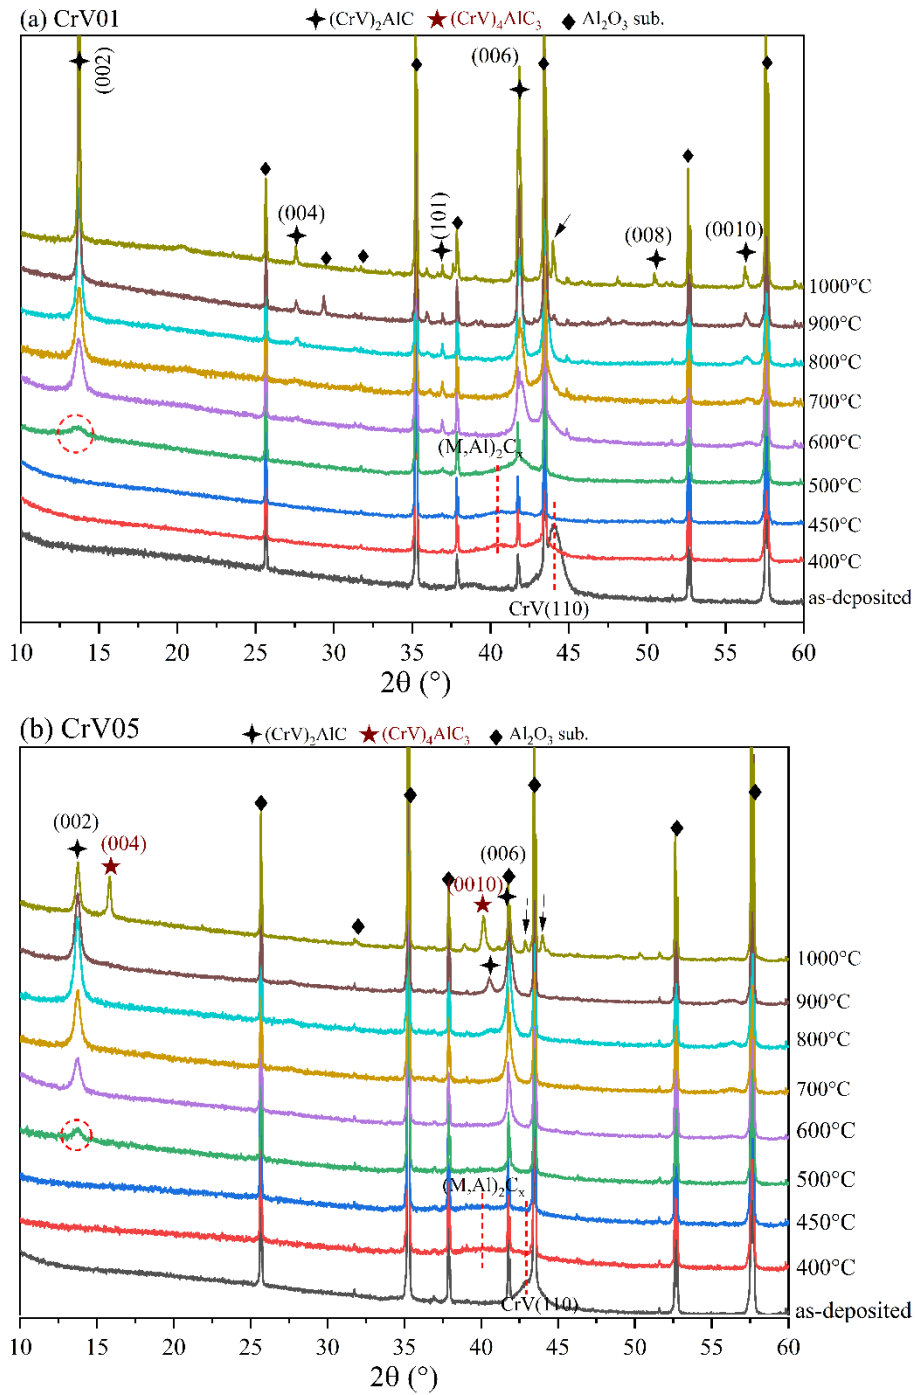 (a) CrV01
(CrV)₂AlC (CrV)₄AlC₃ Al₂O₃ sub.
(002)
(006)
(004)
(101)
(008)
(0010)
1000°C
900°C
800°C
700°C
600°C
(M,Al)₂Cₓ
500°C
450°C
400°C
CrV(110)
as-deposited
10 15 20 25 30 35 40 45 50 55 60
2θ (°)
(b) CrV05
(CrV)₂AlC (CrV)₄AlC₃ Al₂O₃ sub.
(002)
(004)
(006)
(0010)
1000°C
900°C
800°C
700°C
600°C
500°C
(M,Al)₂Cₓ
450°C
400°C
CrV(110)
as-deposited
10 15 20 25 30 35 40 45 50 55 60
2θ (°)